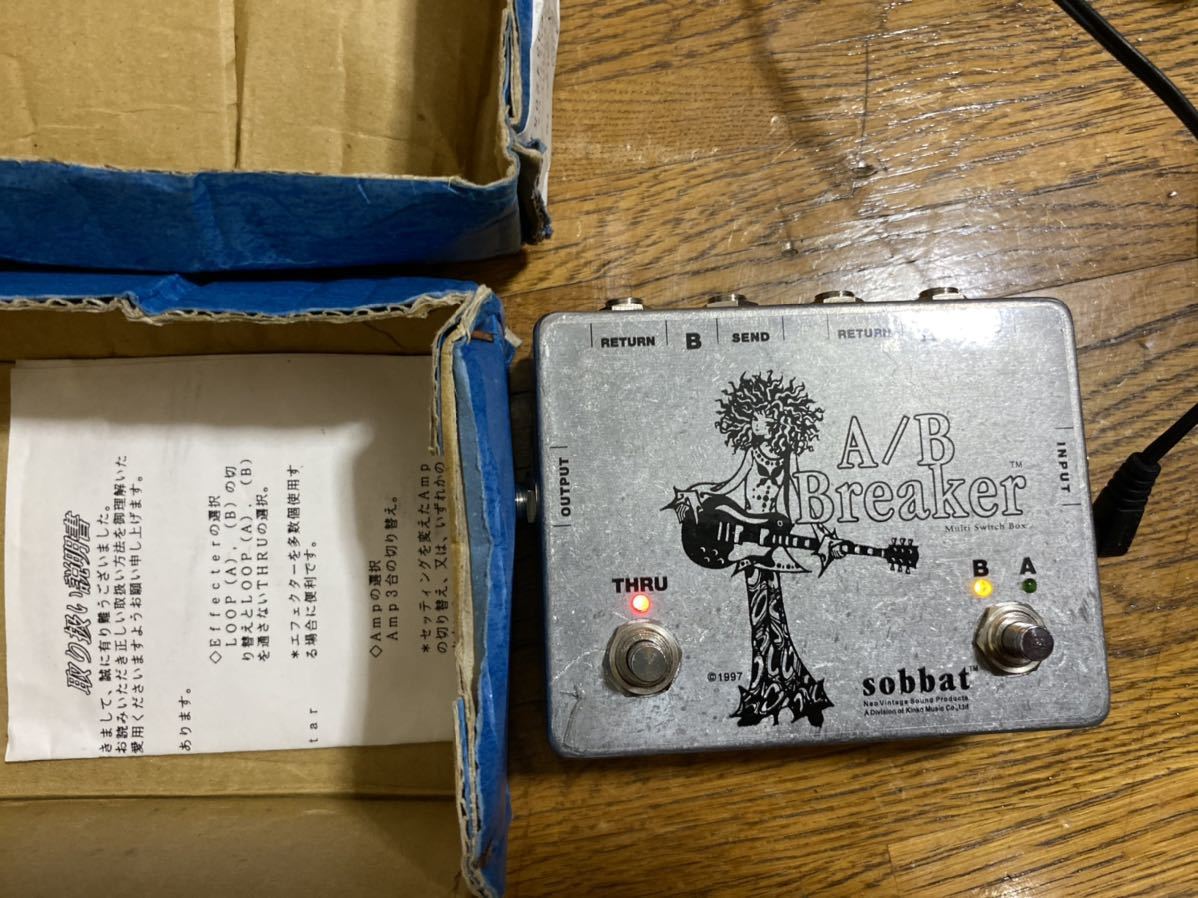 取り扱い説明書
きまして、誠に有り難うございました。
お読みいただき正しい取扱い方法を御理解いた
愛用くださいますようお願い申し上げます。
あります。
◇Effecterの選択
LOOP(A)，(B)の切
り替えとLOOP(A)，(B)
を通さないTHRUの選択。
*エフェクターを多数個使用す
る場合に便利です。
tar
◇Ampの選択
Amp3台の切り替え。
*セッティングを変えたAmp
の切り替え、又は、いずれかの
RETURN B SEND RETURN
OUTPUT
INPUT
A/B
Breaker™
Multi Switch Box
THRU
B A
©1997
sobbat™
Neo Vintage Sound Products
A Division of Kinko Music Co.,Ltd